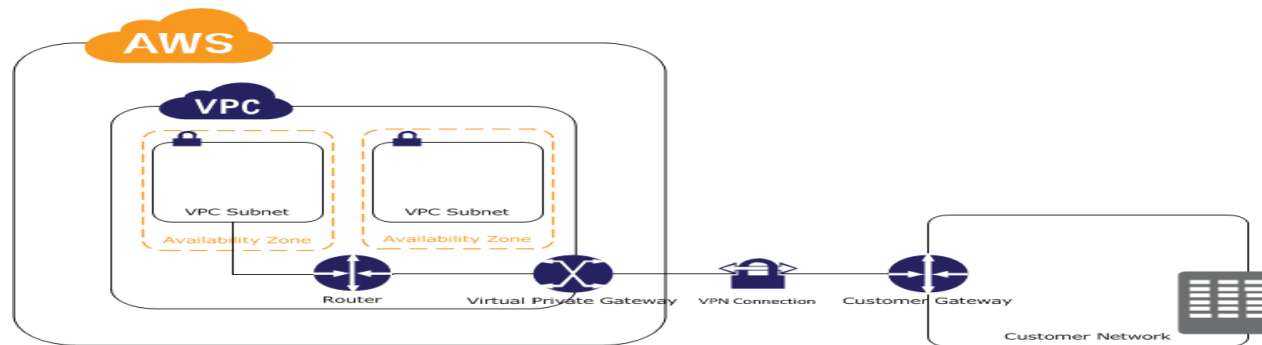 AWS
VPC
VPC Subnet
VPC Subnet
Availability Zone
Availability Zone
Router
Virtual Private Gateway
VPN Connection
Customer Gateway
Customer Network